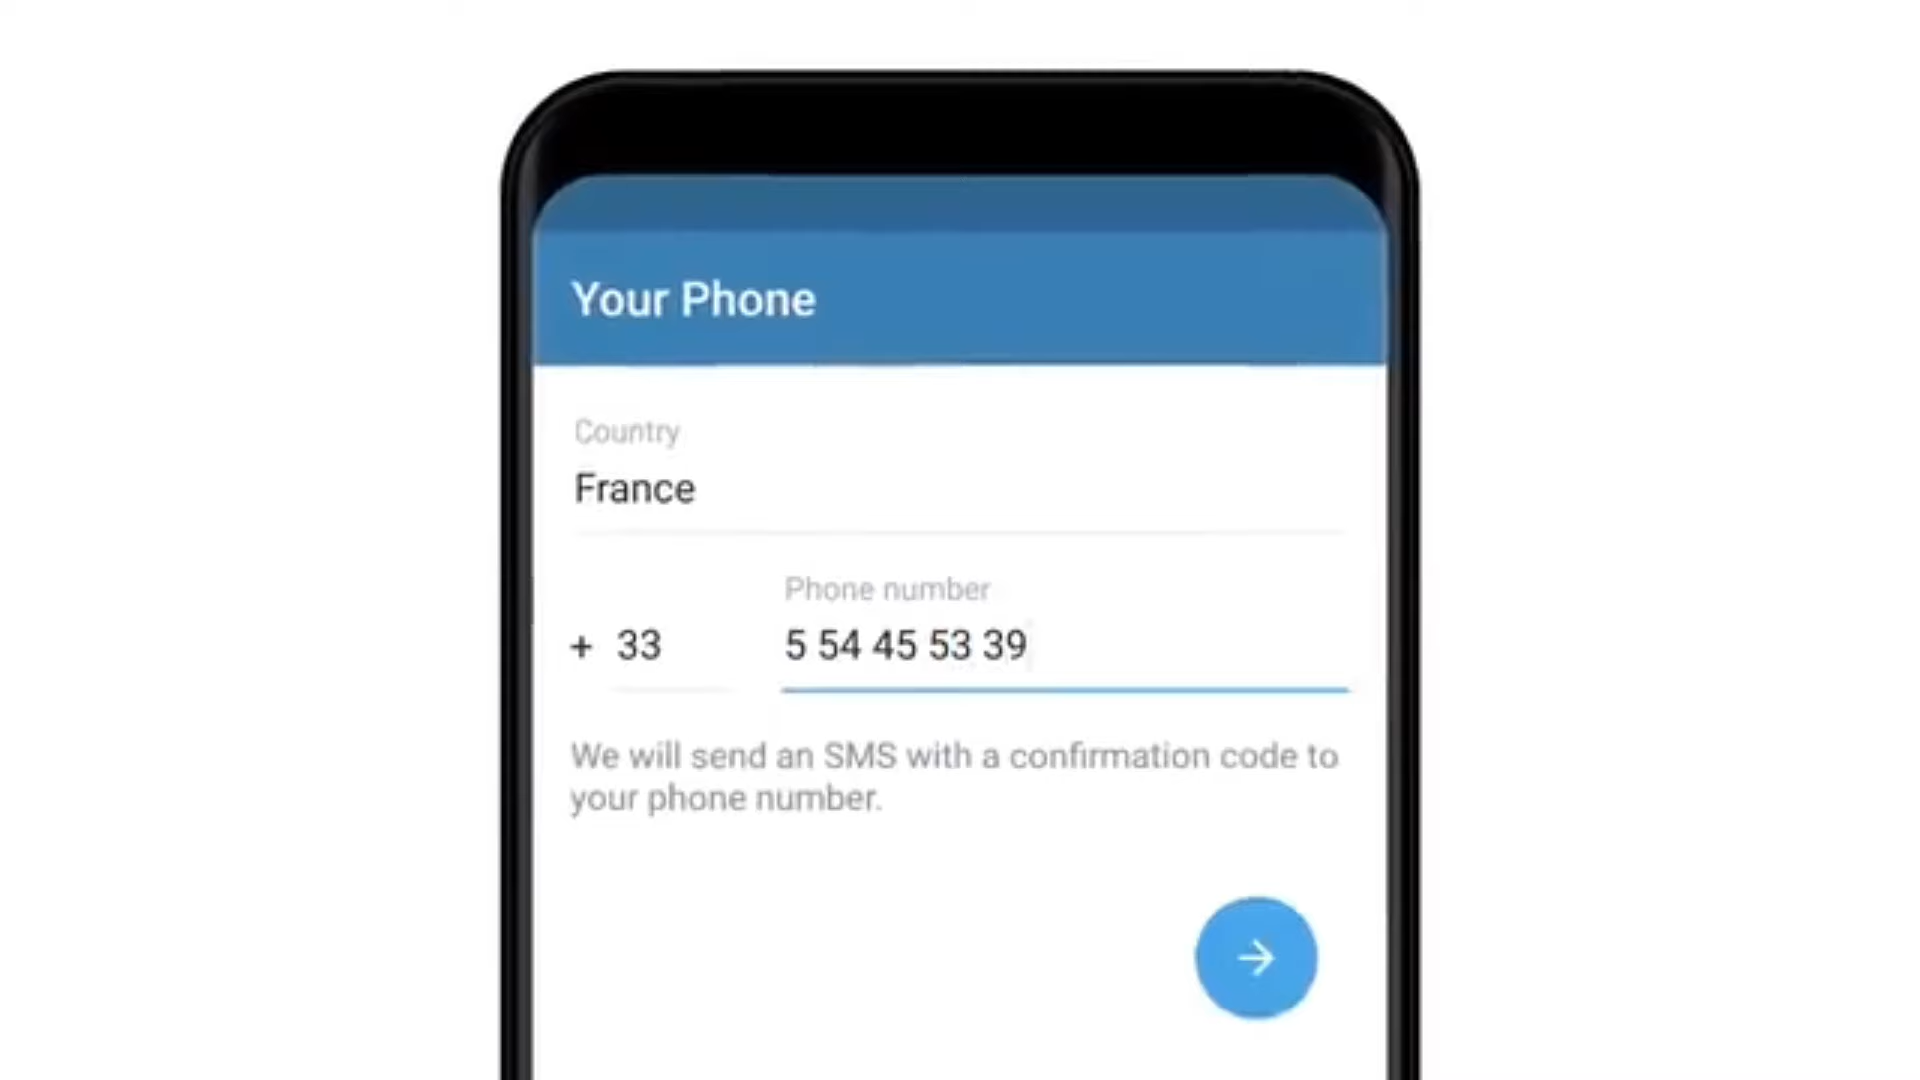 Your Phone
Country
France
Phone number
+ 33 5 54 45 53 39
We will send an SMS with a confirmation code to
your phone number.